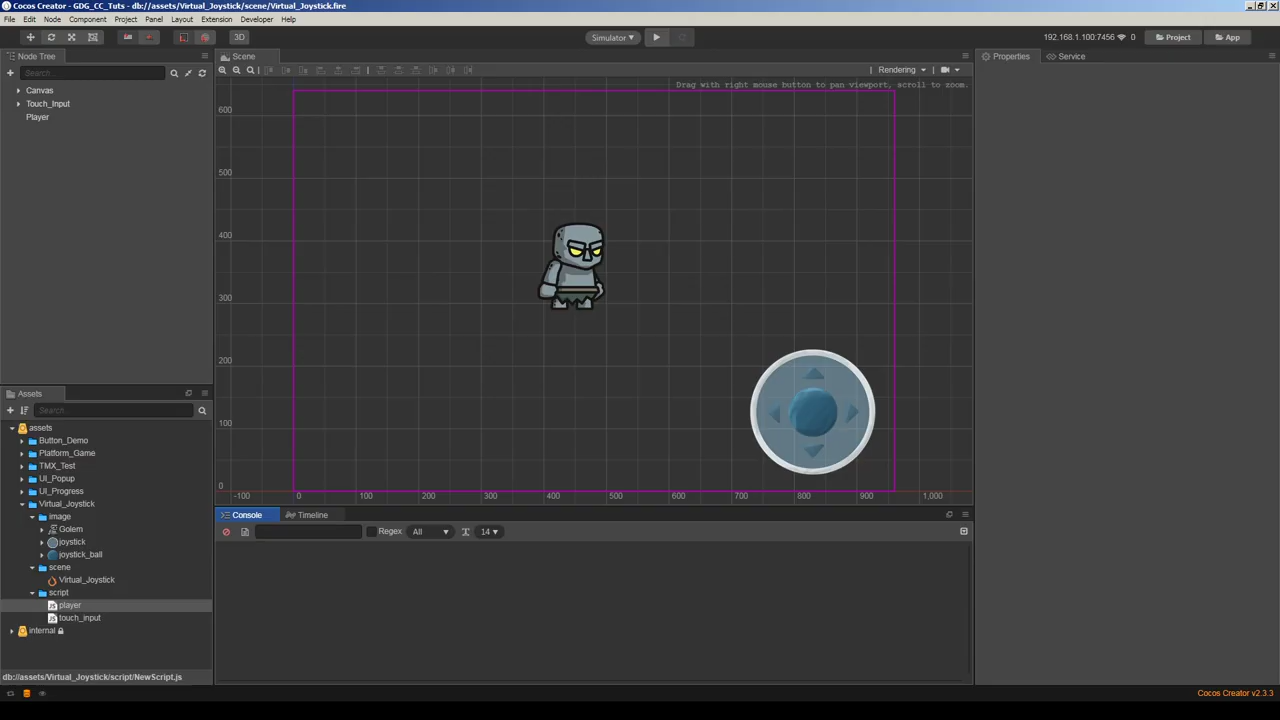 Cocos Creator - GDG_CC_Tuts - db://assets/Virtual_Joystick/scene/Virtual_Joystick.fire
File Edit Node Component Project Panel Layout Extension Developer Help
3D Simulator 192.168.1.100:7456 0 Project App
Node Tree
Search...
Canvas
Touch_Input
Player
Scene
Rendering
Drag with right mouse button to pan viewport, scroll to zoom.
600
500
400
300
200
100
0
-100 0 100 200 300 400 500 600 700 800 900 1,000
Properties Service
Assets
Search...
assets
Button_Demo
Platform_Game
TMX_Test
UI_Popup
UI_Progress
Virtual_Joystick
image
Golem
joystick
joystick_ball
scene
Virtual_Joystick
script
JS player
JS touch_input
internal
db://assets/Virtual_Joystick/script/NewScript.js
Console Timeline
Regex All 14
Cocos Creator v2.3.3